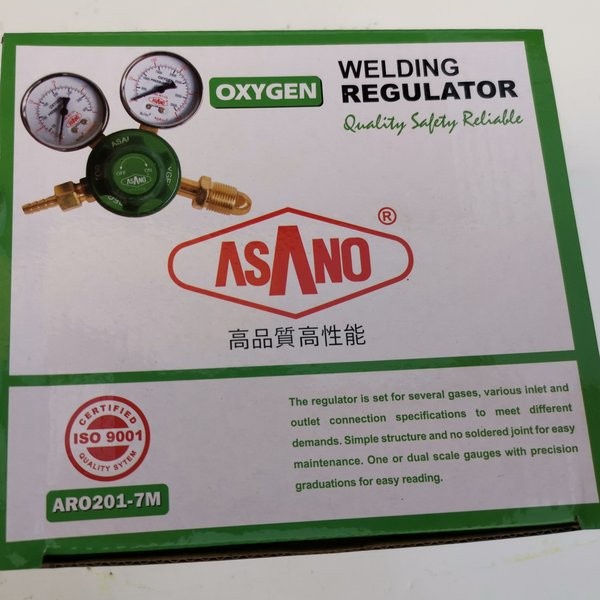 OXYGEN
WELDING
REGULATOR
Quality Safety Reliable
ASANO
ASANO ®
高品質高性能
CERTIFIED
ISO 9001
QUALITY SYTEM
ARO201-7M
The regulator is set for several gases, various inlet and
outlet connection specifications to meet different
demands. Simple structure and no soldered joint for easy
maintenance. One or dual scale gauges with precision
graduations for easy reading.